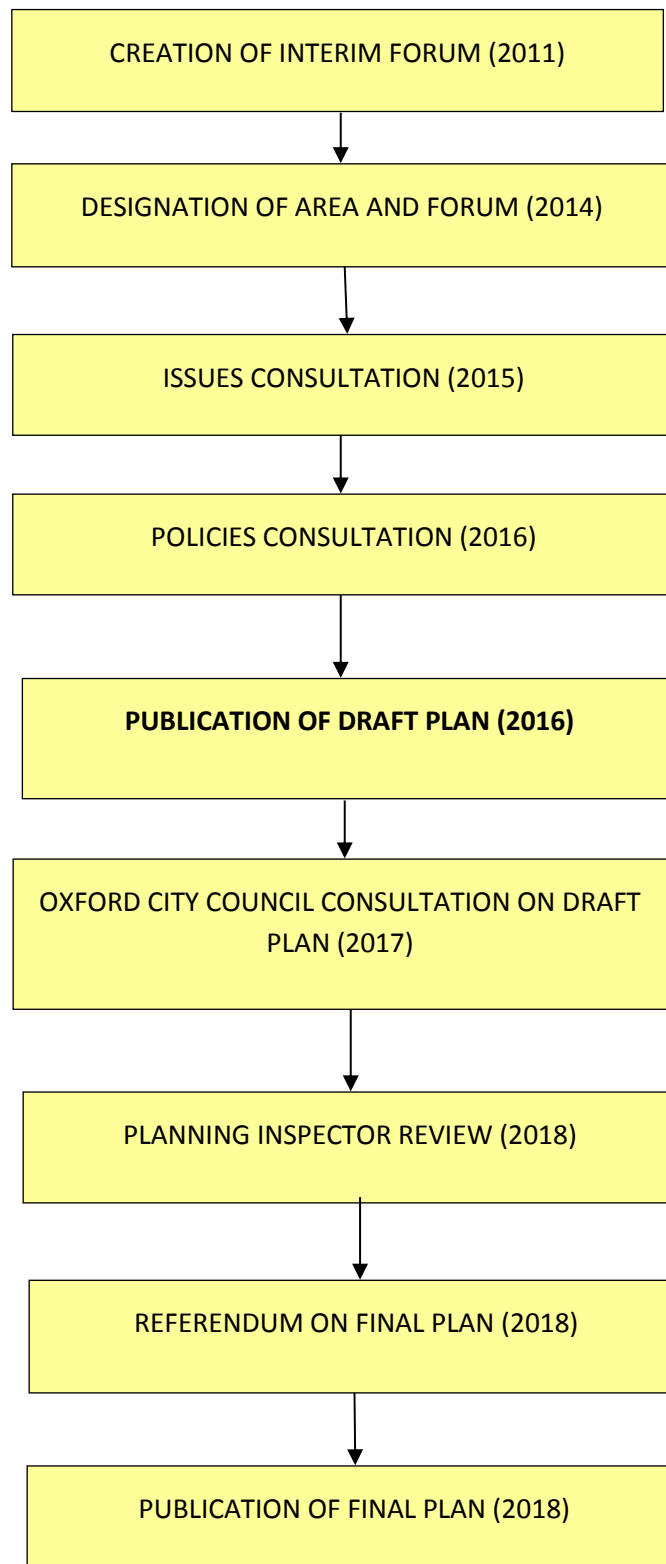 CREATION OF INTERIM FORUM (2011)
DESIGNATION OF AREA AND FORUM (2014)
ISSUES CONSULTATION (2015)
POLICIES CONSULTATION (2016)
PUBLICATION OF DRAFT PLAN (2016)
OXFORD CITY COUNCIL CONSULTATION ON DRAFT
PLAN (2017)
PLANNING INSPECTOR REVIEW (2018)
REFERENDUM ON FINAL PLAN (2018)
PUBLICATION OF FINAL PLAN (2018)